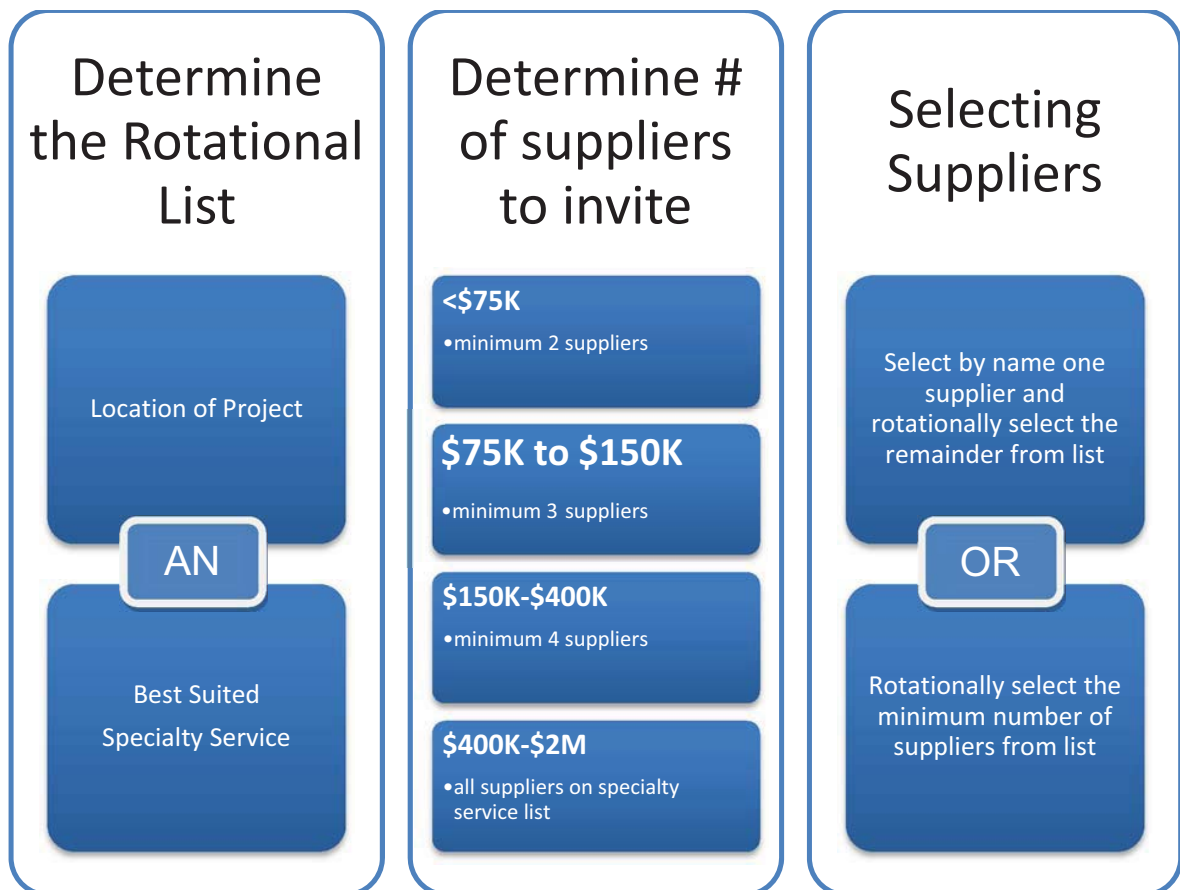 Determine
the Rotational
List
Location of Project
AN
Best Suited
Specialty Service
Determine #
of suppliers
to invite
<$75K
•minimum 2 suppliers
$75K to $150K
•minimum 3 suppliers
$150K-$400K
•minimum 4 suppliers
$400K-$2M
•all suppliers on specialty
service list
Selecting
Suppliers
Select by name one
supplier and
rotationally select the
remainder from list
OR
Rotationally select the
minimum number of
suppliers from list